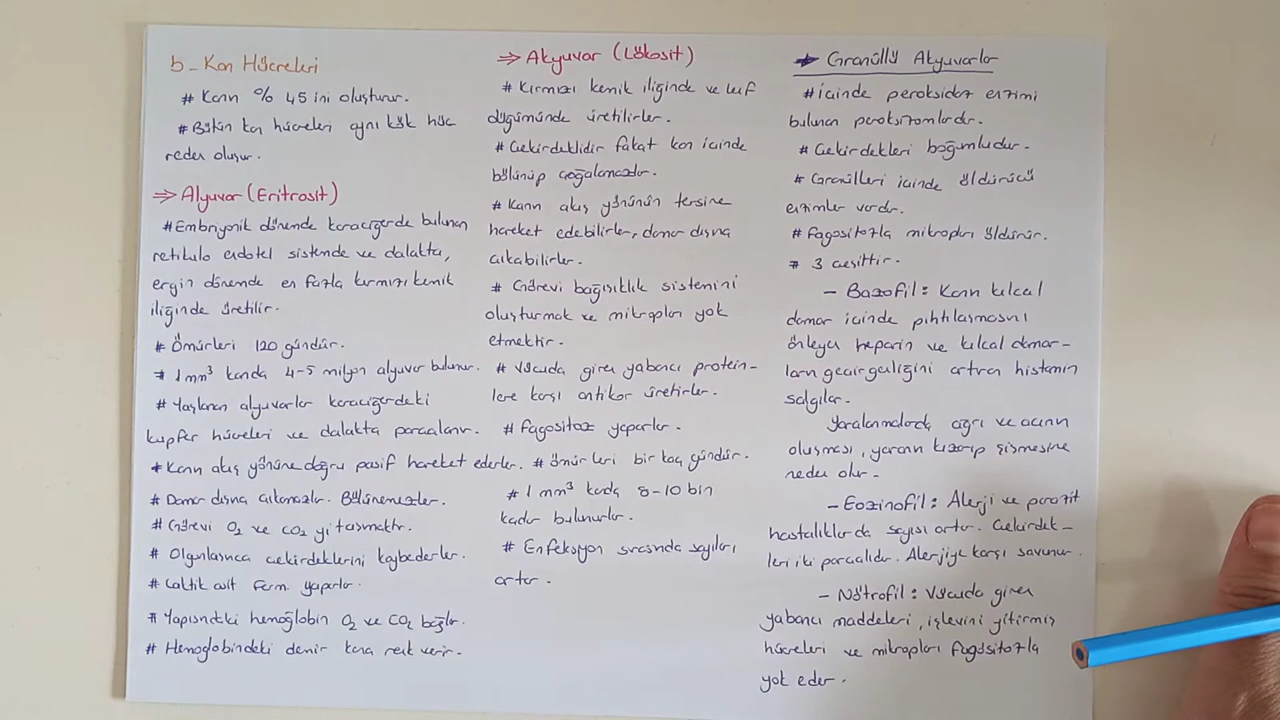 b - Kan Hücreleri
# Kanın % 45 ini oluşturur.
# Bütün kan hücreleri aynı kök hüc
reden oluşur.
⇒ Alyuvar (Eritrosit)
# Embriyonik dönemde karaciğerde bulunan
retikulo endotel sistemde ve dalakta,
ergin dönemde en fazla kırmızı kemik
iliğinde üretilir.
# Ömürleri 120 gündür.
# 1 mm³ kanda 4-5 milyon alyuvar bulunur.
# Yaşlanan alyuvarlar karaciğerdeki
kupfer hücreleri ve dalakta parçalanır.
# Kanın akış yönüne doğru pasif hareket ederler.
# Damar dışına çıkamazlar. Bölünemezler.
# Görevi O₂ ve CO₂ yi taşımaktır.
# Olgunlaşınca çekirdeklerini kaybederler.
# Laktik asit Ferm. yaparlar.
# Yapısındaki hemoğlobin O₂ ve CO₂ bağlar.
# Hemoglobindeki demir kana renk verir.
⇒ Akyuvar (Lökosit)
# Kırmızı kemik iliğinde ve lenf
düğümünde üretilirler.
# Çekirdeklidir fakat kan içinde
bölünüp çoğalamazlar.
# Kanın akış yönünün tersine
hareket edebilirler, damar dışına
çıkabilirler.
# Görevi bağışıklık sistemini
oluşturmak ve mikropları yok
etmektir.
# Vücuda giren yabancı protein-
lere karşı antikor üretirler.
# Fagositoz yaparlar.
# Ömürleri bir kaç gündür.
# 1 mm³ kanda 8-10 bin
kadar bulunurlar.
# Enfeksiyon sırasında sayıları
artar.
→ Granüllü Akyuvarlar
# İçinde peroksidaz enzimi
bulunan peroksizomlardır.
# Çekirdekleri boğumludur.
# Granülleri içinde öldürücü
enzimler vardır.
# Fagositozla mikropları öldürür.
# 3 çeşittir.
- Bazofil: Kanın kılcal
damar içinde pıhtılaşmasını
önleyen heparin ve kılcal damar-
ların geçirgenliğini artıran histamin
salgılar.
Yaralanmalarda ağrı ve acının
oluşması, yaranın kızarıp şişmesine
neden olur.
- Eozinofil: Alerji ve parazit
hastalıklarda sayısı artar. Çekirdek-
leri iki parçalıdır. Alerjiye karşı savunur.
- Nötrofil: Vücuda giren
yabancı maddeleri, işlevini yitirmiş
hücreleri ve mikropları fagositozla
yok eder.